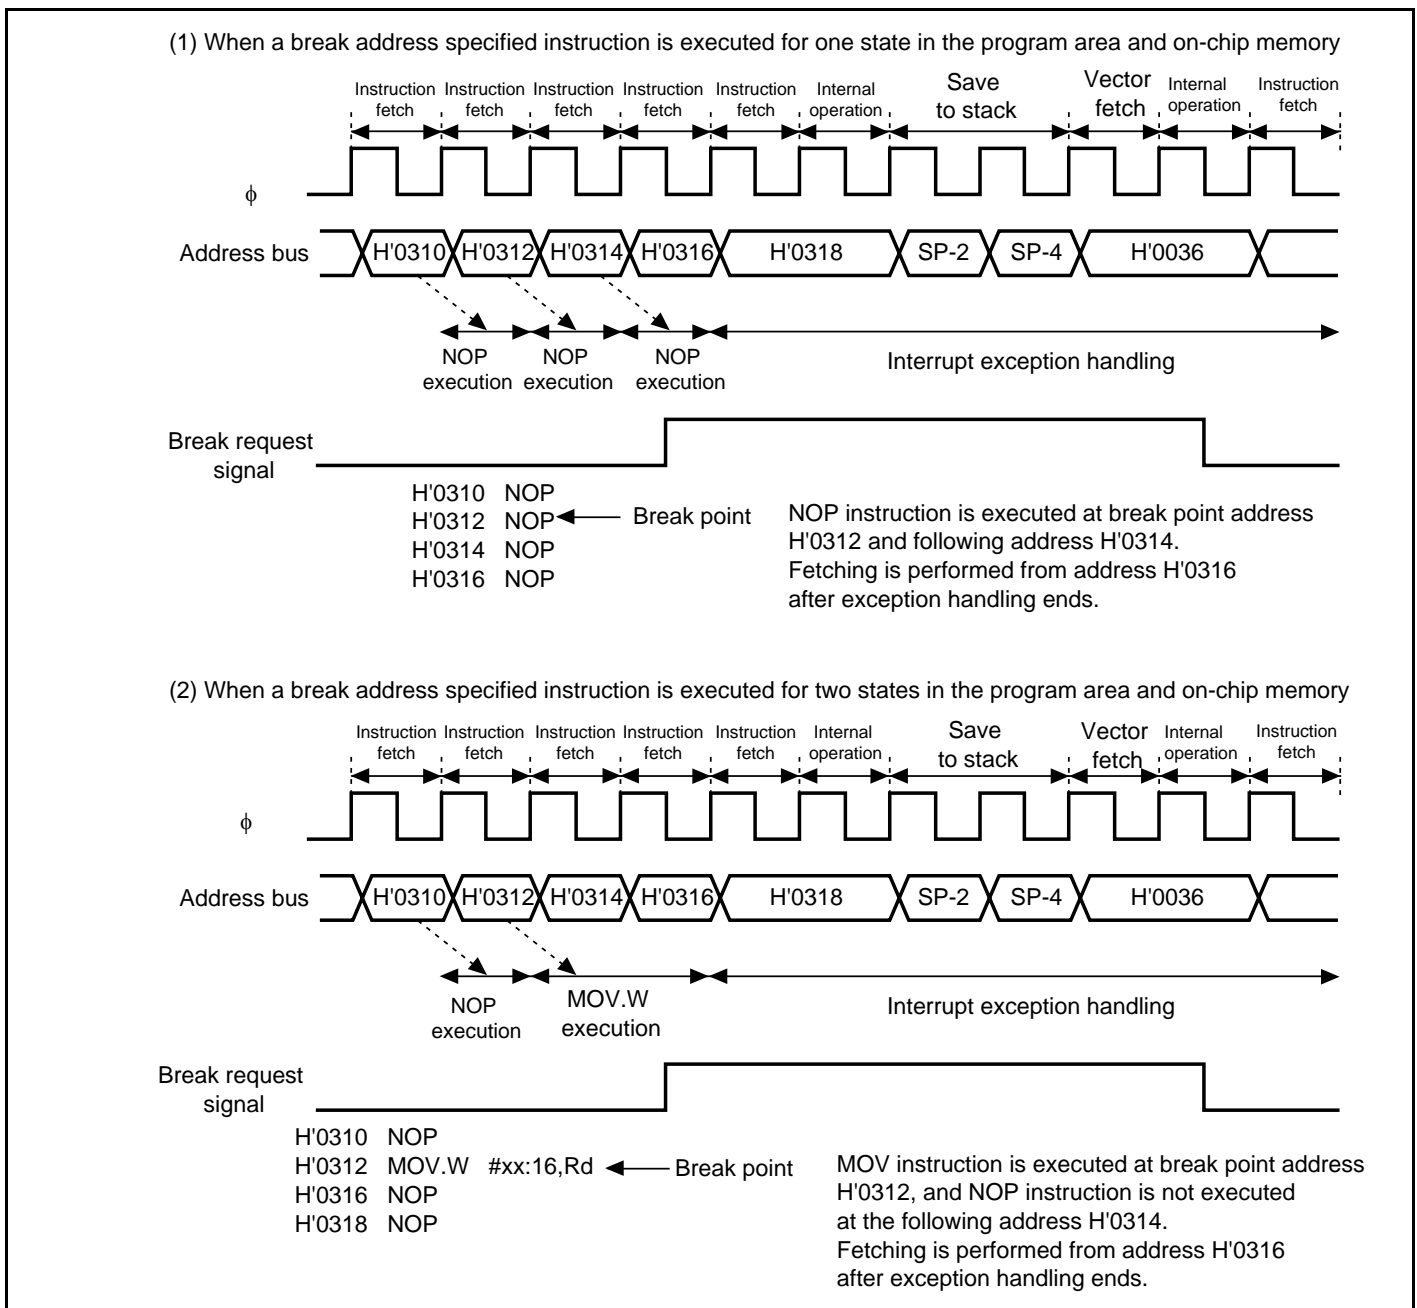 (1) When a break address specified instruction is executed for one state in the program area and on-chip memory
Instruction fetch
Instruction fetch
Instruction fetch
Instruction fetch
Instruction fetch
Internal operation
Save to stack
Vector fetch
Internal operation
Instruction fetch
φ
Address bus
H'0310 H'0312 H'0314 H'0316 H'0318 SP-2 SP-4 H'0036
NOP execution
NOP execution
NOP execution
Interrupt exception handling
Break request
signal
H'0310 NOP
H'0312 NOP
H'0314 NOP
H'0316 NOP
Break point
NOP instruction is executed at break point address
H'0312 and following address H'0314.
Fetching is performed from address H'0316
after exception handling ends.
(2) When a break address specified instruction is executed for two states in the program area and on-chip memory
Instruction fetch
Instruction fetch
Instruction fetch
Instruction fetch
Instruction fetch
Internal operation
Save to stack
Vector fetch
Internal operation
Instruction fetch
φ
Address bus
H'0310 H'0312 H'0314 H'0316 H'0318 SP-2 SP-4 H'0036
NOP execution
MOV.W execution
Interrupt exception handling
Break request
signal
H'0310 NOP
H'0312 MOV.W #xx:16,Rd
H'0316 NOP
H'0318 NOP
Break point
MOV instruction is executed at break point address
H'0312, and NOP instruction is not executed
at the following address H'0314.
Fetching is performed from address H'0316
after exception handling ends.